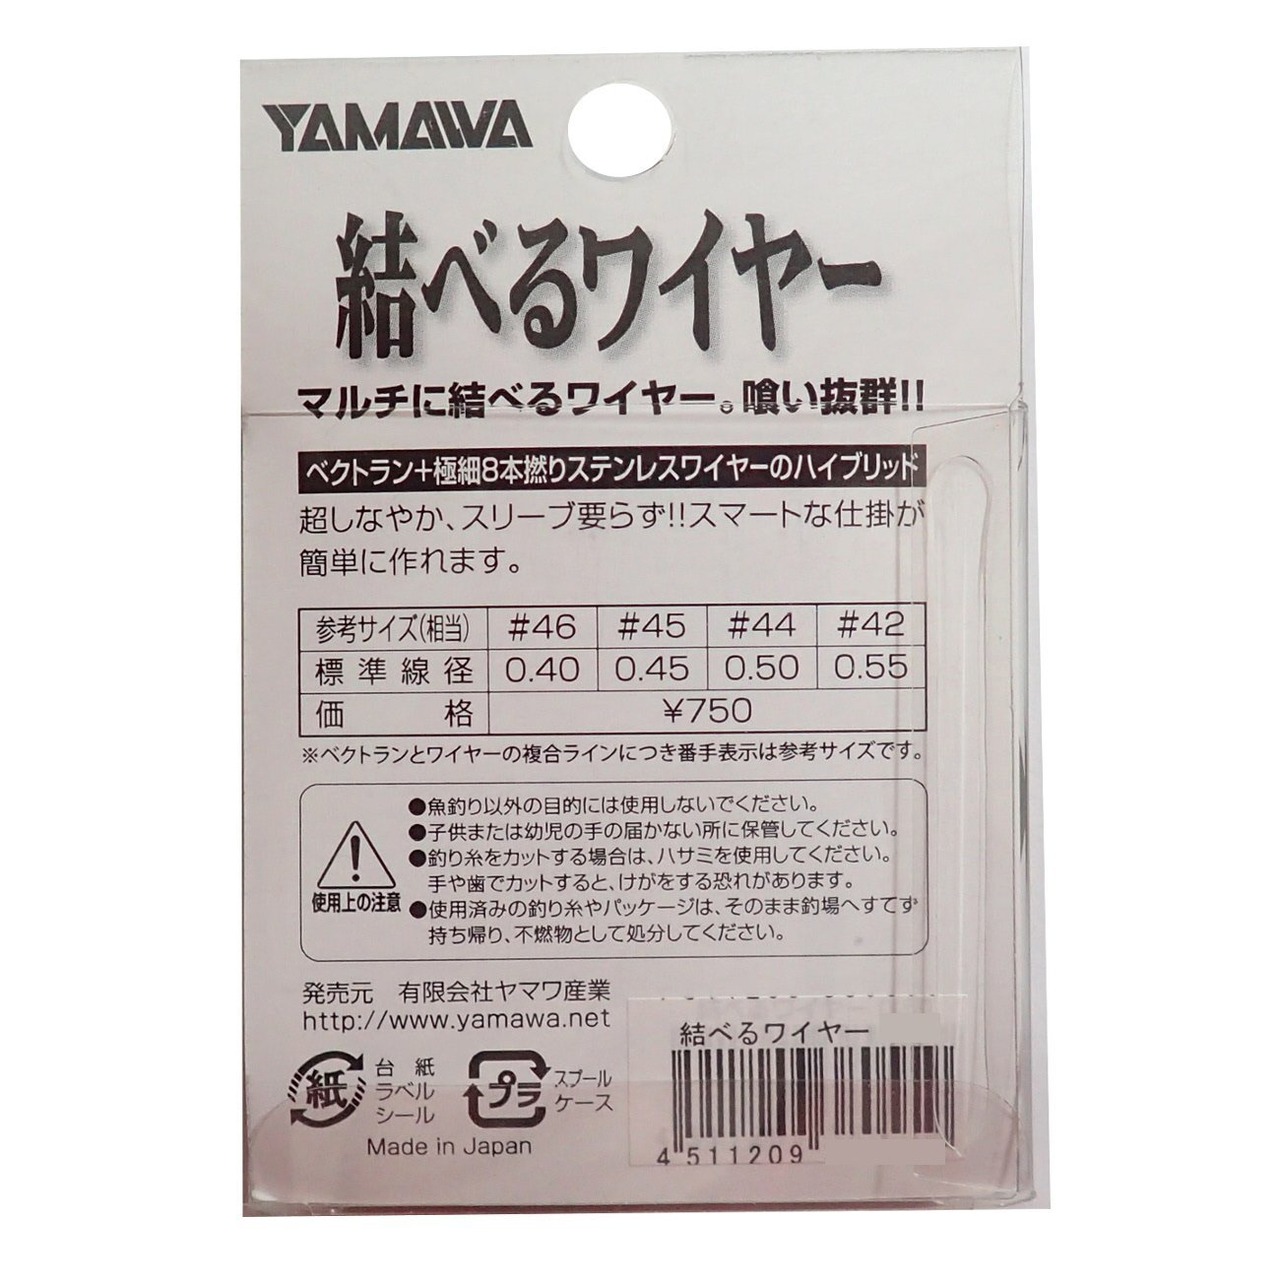 YAMAWA
結べるワイヤー
マルチに結べるワイヤー。喰い抜群!!
ベクトラン+極細8本撚りステンレスワイヤーのハイブリッド
超しなやか、スリーブ要らず!!スマートな仕掛が
簡単に作れます。
参考サイズ(相当) #46 #45 #44 #42
標準線径 0.40 0.45 0.50 0.55
価格 ¥750
※ベクトランとワイヤーの複合ラインにつき番手表示は参考サイズです。
●魚釣り以外の目的には使用しないでください。
●子供または幼児の手の届かない所に保管してください。
●釣り糸をカットする場合は、ハサミを使用してください。
手や歯でカットすると、けがをする恐れがあります。
●使用済みの釣り糸やパッケージは、そのまま釣場へすてず
持ち帰り、不燃物として処分してください。
使用上の注意
発売元 有限会社ヤマワ産業
http://www.yamawa.net
紙
台紙
ラベル
シール
プラ
スプール
ケース
Made in Japan
結べるワイヤー
4 511209